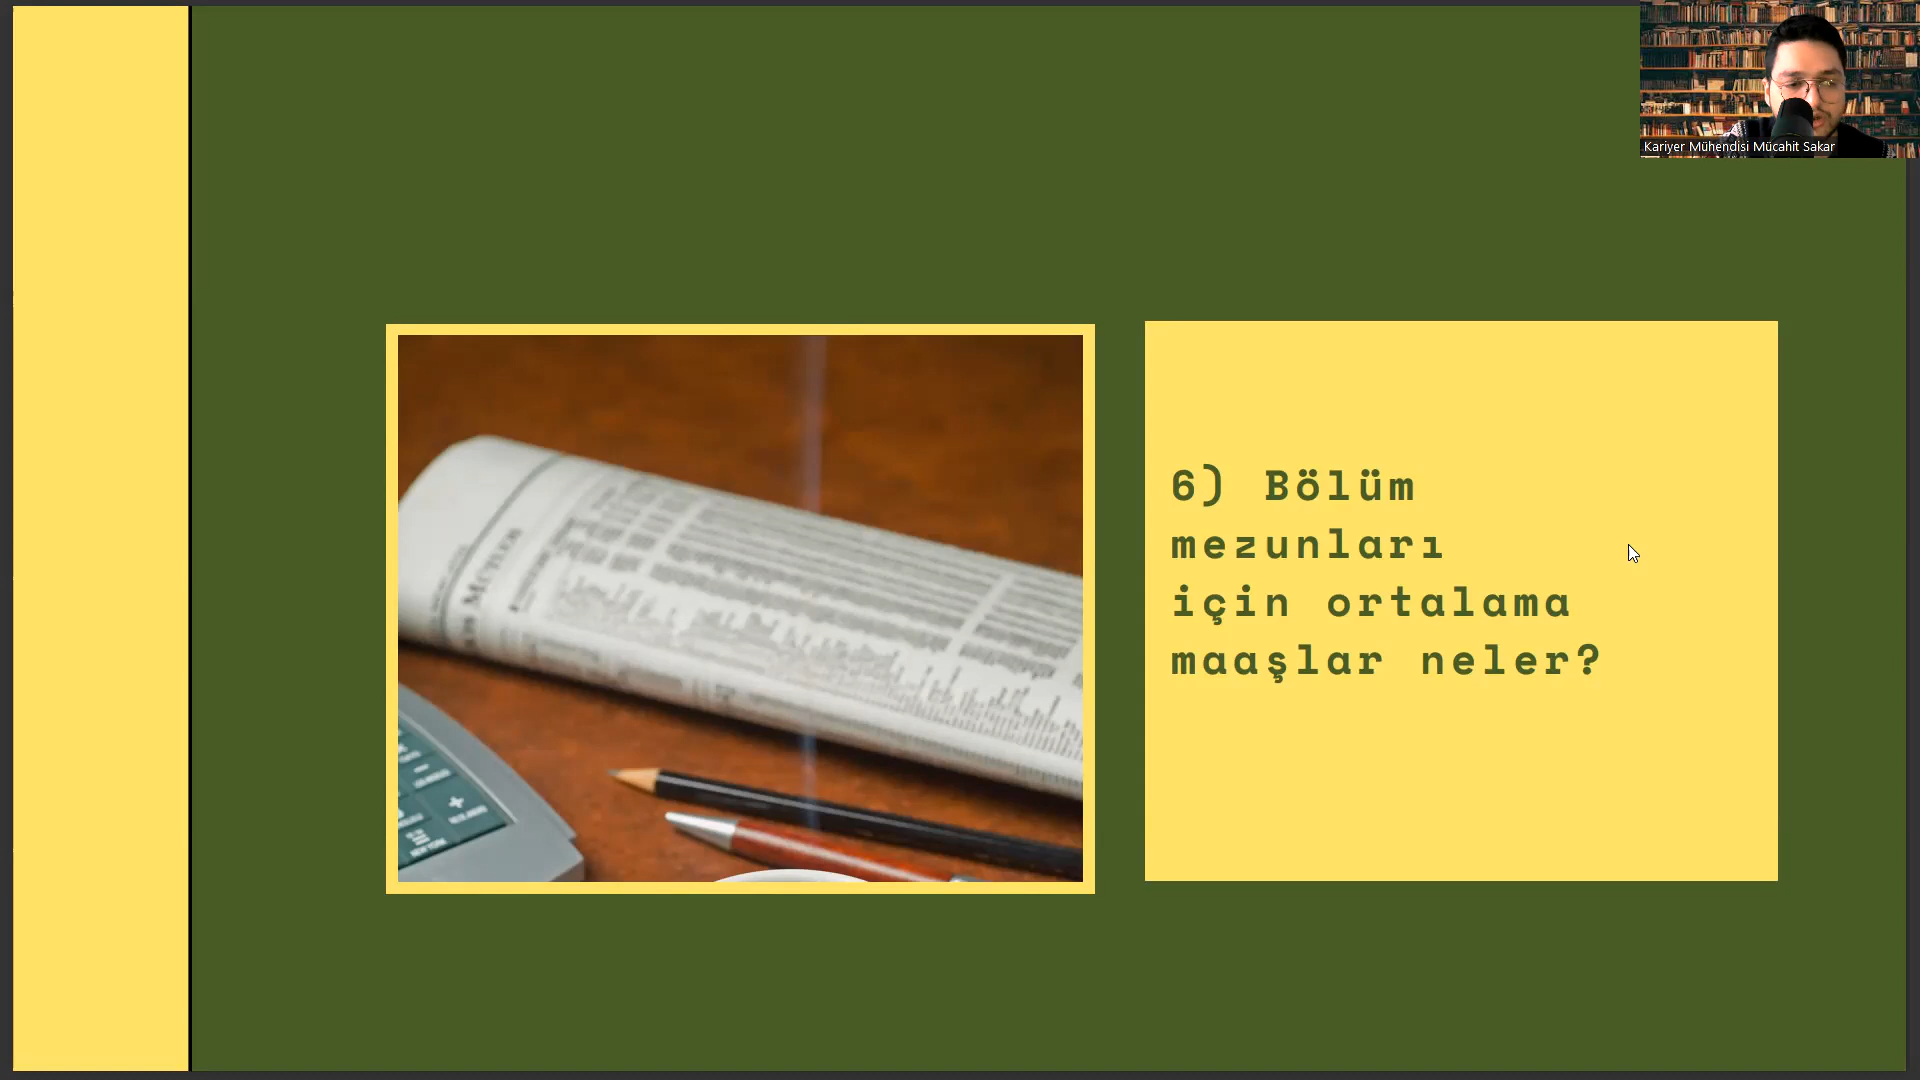 Kariyer Mühendisi Mücahit Sakar
6) Bölüm
mezunları
için ortalama
maaşlar neler?